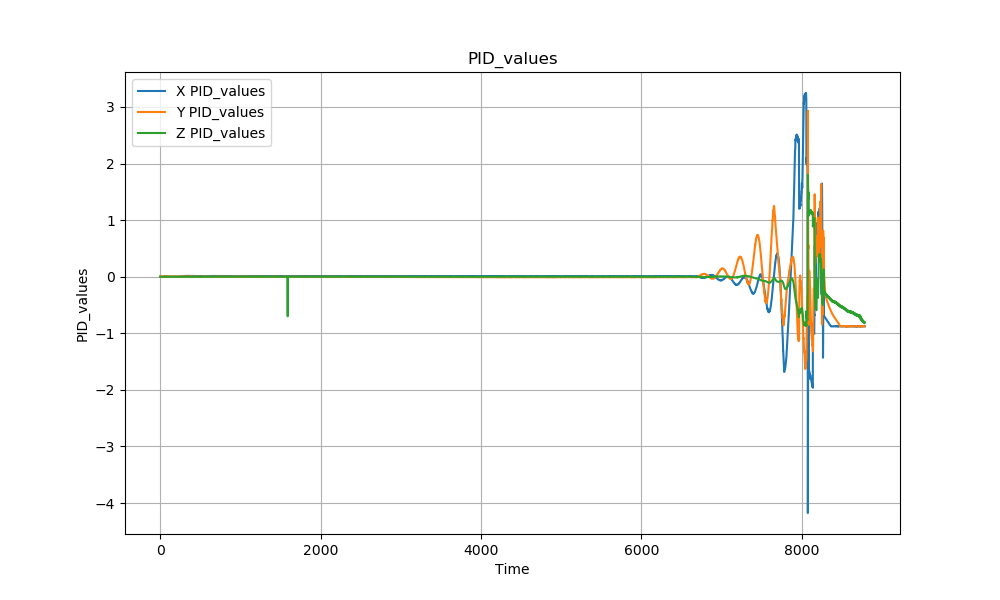 PID_values
X PID_values
Y PID_values
Z PID_values
3
2
1
0
−1
−2
−3
−4
PID_values
0 2000 4000 6000 8000
Time